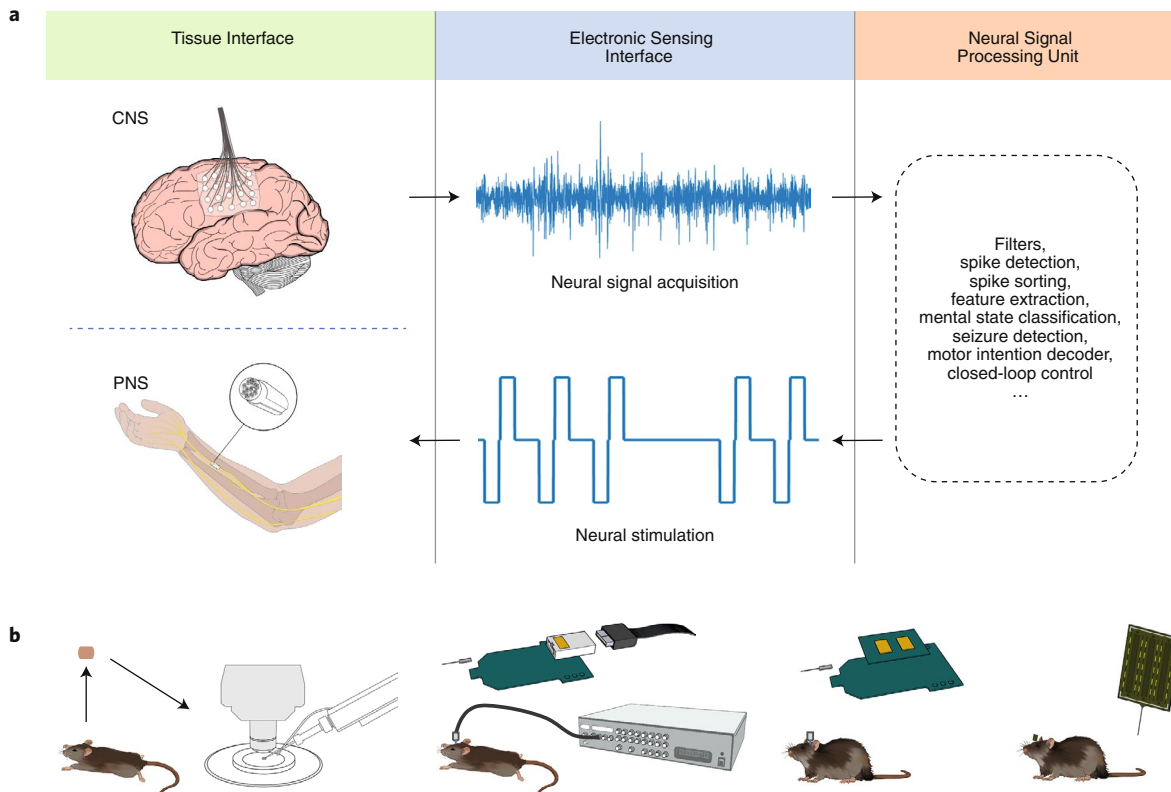 a
Tissue Interface
Electronic Sensing
Interface
Neural Signal
Processing Unit
CNS
Neural signal acquisition
Filters,
spike detection,
spike sorting,
feature extraction,
mental state classification,
seizure detection,
motor intention decoder,
closed-loop control
...
PNS
Neural stimulation
b